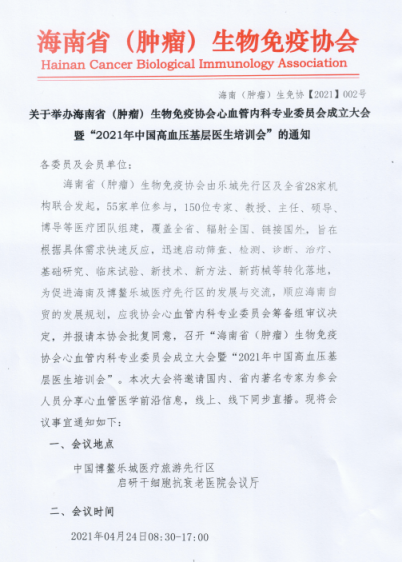 海南省（肿瘤）生物免疫协会
Hainan Cancer Biological Immunology Association
海南（肿瘤）生免协【2021】002号
关于举办海南省（肿瘤）生物免疫协会心血管内科专业委员会成立大会
暨“2021年中国高血压基层医生培训会”的通知
各委员及会员单位：
海南省（肿瘤）生物免疫协会由乐城先行区及全省28家机
构联合发起，55家单位参与，150位专家、教授、主任、硕导、
博导等医疗团队组建，覆盖全省、辐射全国、链接国外，旨在
根据具体需求快速反应，迅速启动筛查、检测、诊断、治疗、
基础研究、临床试验、新技术、新方法、新药械等转化落地，
为促进海南及博鳌乐城医疗先行区的发展与交流，顺应海南自
贸的发展规划，应我协会心血管内科专业委员会筹备组审议决
定，并报请本协会批复同意，召开“海南省（肿瘤）生物免疫
协会心血管内科专业委员会成立大会暨“2021年中国高血压基
层医生培训会”。本次大会将邀请国内、省内著名专家为参会
人员分享心血管医学前沿信息，线上、线下同步直播。现将会
议事宜通知如下：
一、会议地点
中国博鳌乐城医疗旅游先行区
启研干细胞抗衰老医院会议厅
二、会议时间
2021年04月24日08:30-17:00